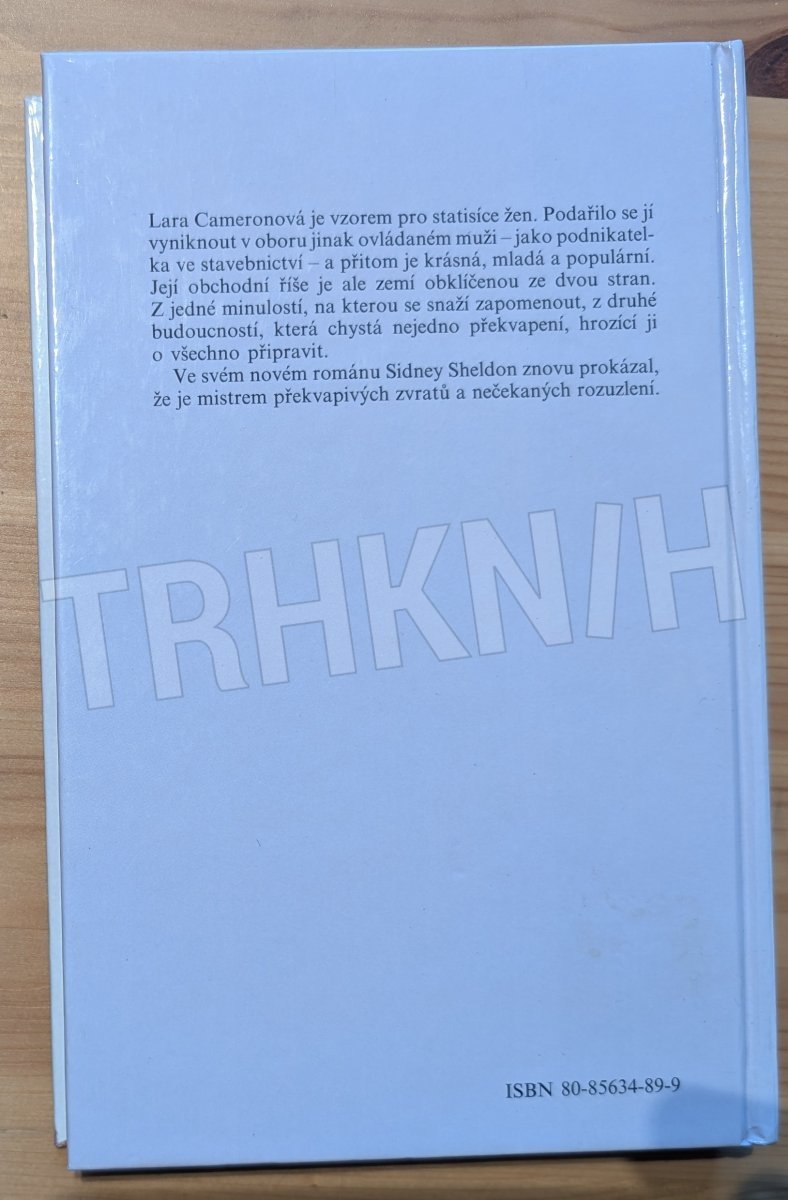 Lara Cameronová je vzorem pro statisíce žen. Podařilo se jí
vyniknout v oboru jinak ovládaném muži – jako podnikatel-
ka ve stavebnictví – a přitom je krásná, mladá a populární.
Její obchodní říše je ale zemí obklíčenou ze dvou stran.
Z jedné minulostí, na kterou se snaží zapomenout, z druhé
budoucností, která chystá nejedno překvapení, hrozící ji
o všechno připravit.
Ve svém novém románu Sidney Sheldon znovu prokázal,
že je mistrem překvapivých zvratů a nečekaných rozuzlení.
TRHKNIH
ISBN 80-85634-89-9